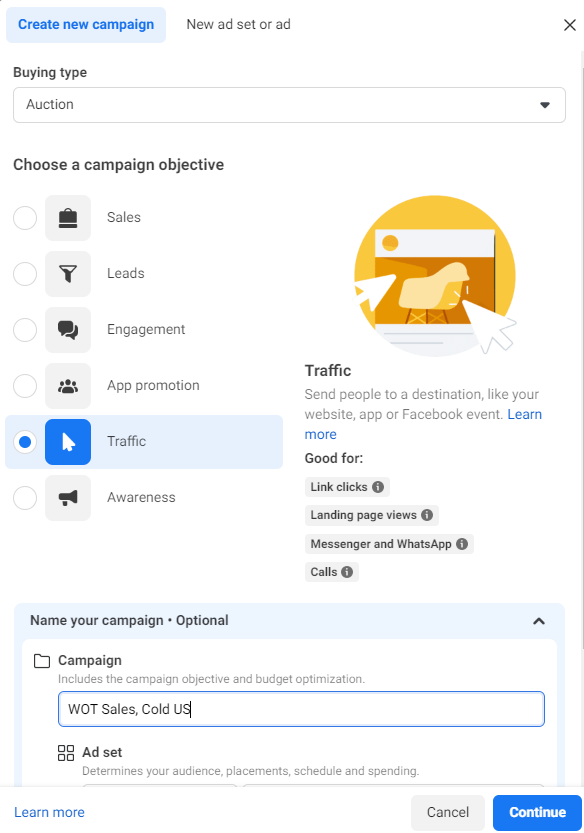 Create new campaign
New ad set or ad
Buying type
Auction
Choose a campaign objective
Sales
Leads
Engagement
App promotion
Traffic
Awareness
Traffic
Send people to a destination, like your
website, app or Facebook event. Learn
more
Good for:
Link clicks
Landing page views
Messenger and WhatsApp
Calls
Name your campaign • Optional
Campaign
Includes the campaign objective and budget optimization.
WOT Sales, Cold US
Ad set
Determines your audience, placements, schedule and spending.
Learn more
Cancel
Continue